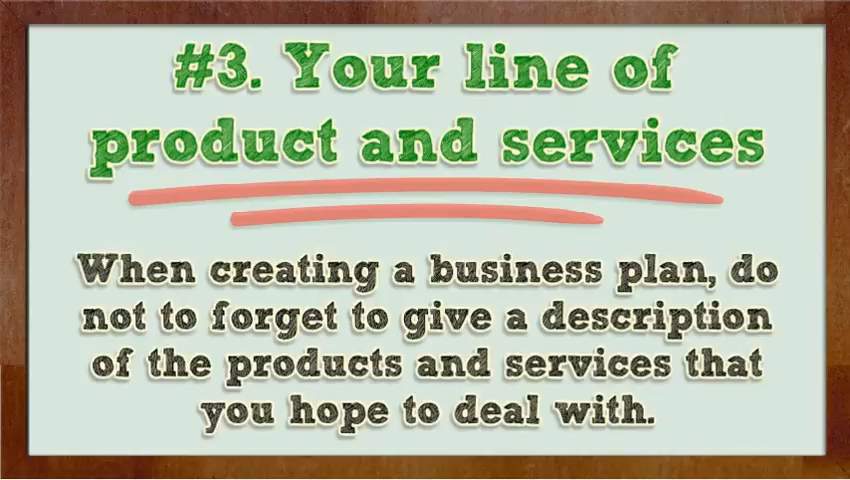 #3. Your line of
product and services
When creating a business plan, do
not to forget to give a description
of the products and services that
you hope to deal with.